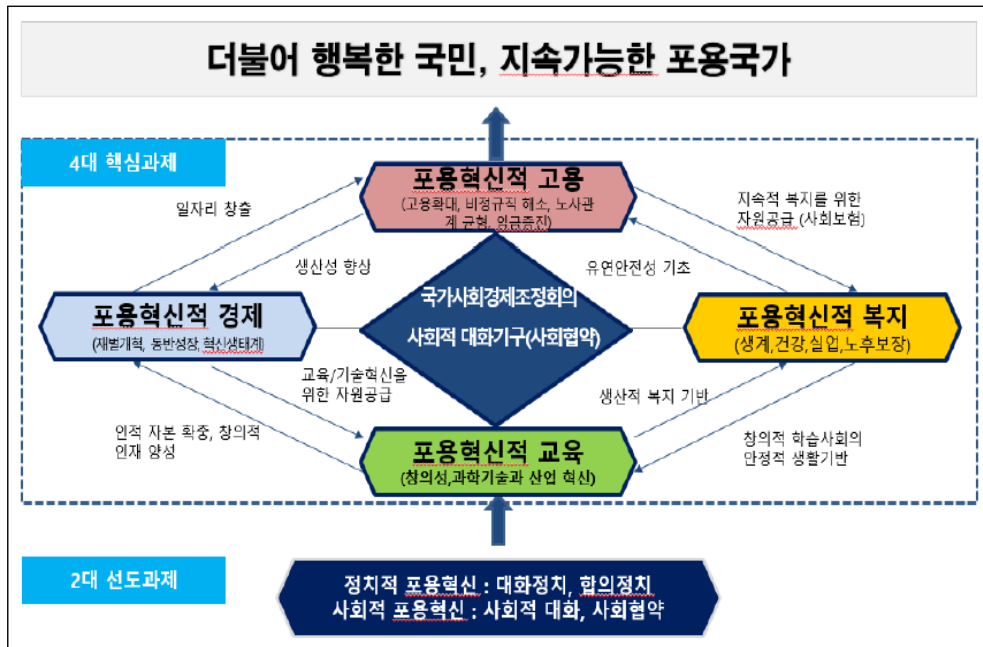 더불어 행복한 국민, 지속가능한 포용국가
4대 핵심과제
포용혁신적 고용
(고용확대, 비정규직 해소, 노사관
계 균형, 임금증진)
일자리 창출
지속적 복지를 위한
자원공급 (사회보험)
생산성 향상
유연안전성 기초
국가사회경제조정회의
사회적 대화기구(사회협약)
포용혁신적 경제
(재벌개혁, 동반성장, 혁신생태계)
포용혁신적 복지
(생계,건강,실업,노후보장)
교육/기술혁신을
위한 자원공급
생산적 복지 기반
인적 자본 확충, 창의적
인재 양성
창의적 학습사회의
안정적 생활기반
포용혁신적 교육
(창의성,과학기술과 산업 혁신)
2대 선도과제
정치적 포용혁신 : 대화정치, 합의정치
사회적 포용혁신 : 사회적 대화, 사회협약